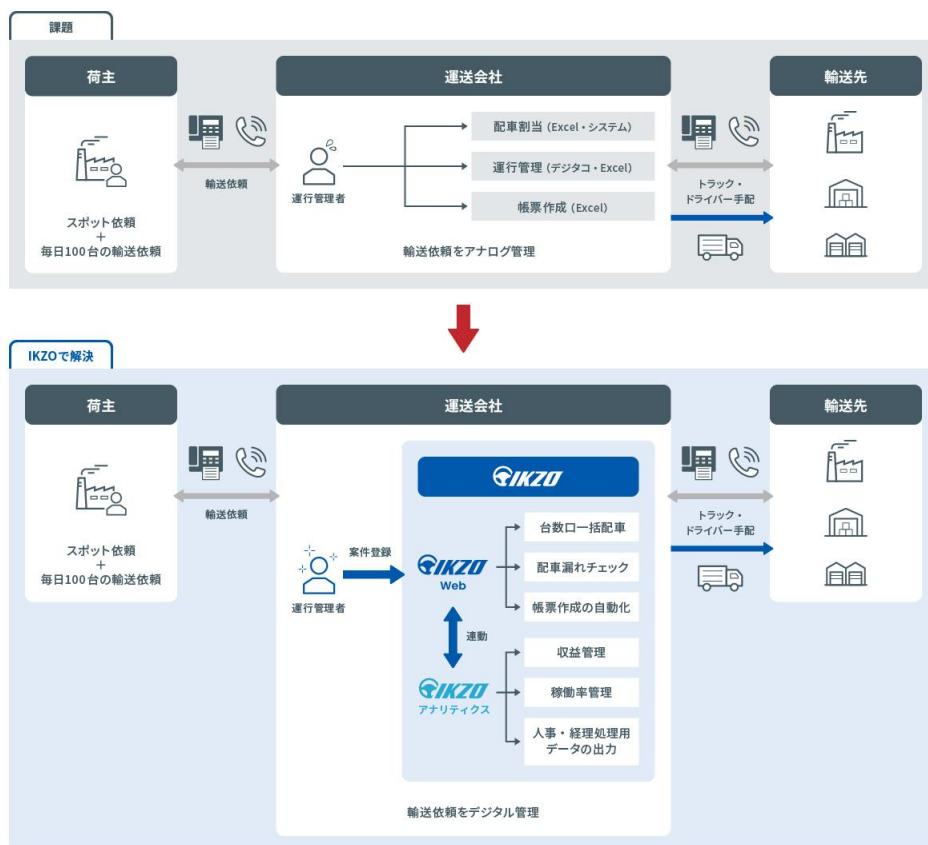 課題
荷主
スポット依頼
+
毎日100台の輸送依頼
輸送依頼
運送会社
運行管理者
配車割当（Excel・システム）
運行管理（デジタコ・Excel）
帳票作成（Excel）
輸送依頼をアナログ管理
トラック・
ドライバー手配
輸送先
IKZOで解決
荷主
スポット依頼
+
毎日100台の輸送依頼
輸送依頼
運送会社
運行管理者
案件登録
IKZO
IKZO
Web
台数口一括配車
配車漏れチェック
帳票作成の自動化
連動
IKZO
アナリティクス
収益管理
稼働率管理
人事・経理処理用
データの出力
輸送依頼をデジタル管理
トラック・
ドライバー手配
輸送先